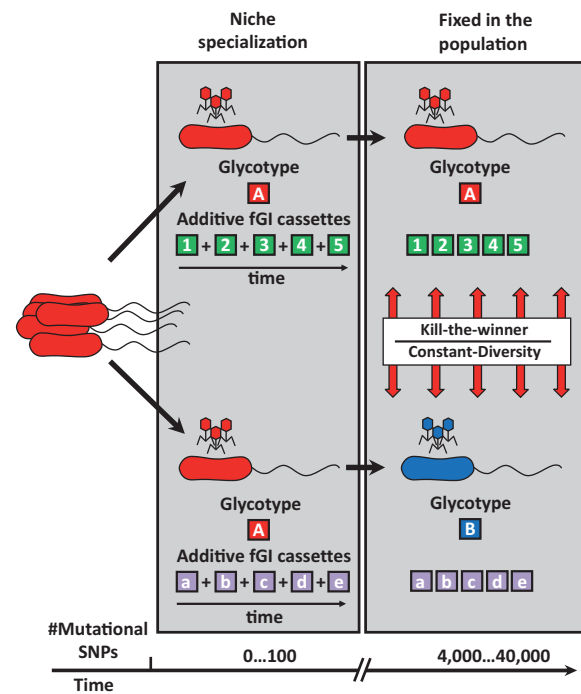 Niche
specialization
Fixed in the
population
Glycotype
A
Additive fGI cassettes
1 + 2 + 3 + 4 + 5
time
Glycotype
A
1 2 3 4 5
Kill-the-winner
Constant-Diversity
Glycotype
A
Additive fGI cassettes
a + b + c + d + e
time
Glycotype
B
a b c d e
#Mutational
SNPs
0...100
4,000...40,000
Time